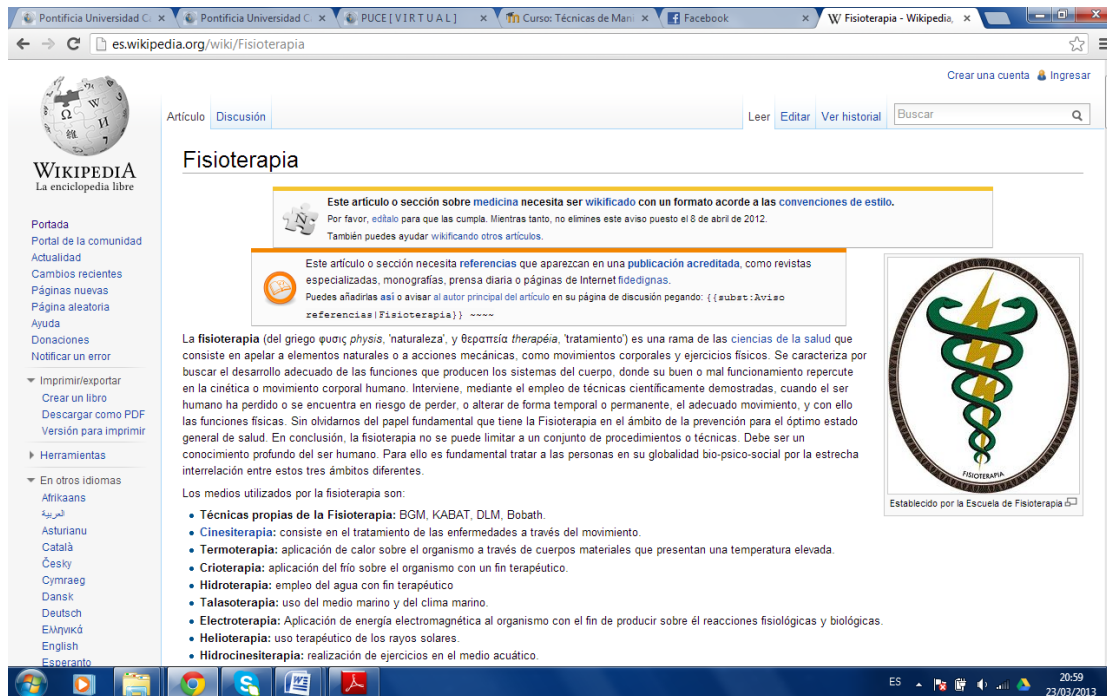 Pontificia Universidad C
Pontificia Universidad C
PUCE [ V I R T U A L ]
Curso: Técnicas de Mani
Facebook
Fisioterapia - Wikipedia,
es.wikipedia.org/wiki/Fisioterapia
Crear una cuenta Ingresar
Artículo Discusión Leer Editar Ver historial Buscar
WIKIPEDIA
La enciclopedia libre
Portada
Portal de la comunidad
Actualidad
Cambios recientes
Páginas nuevas
Página aleatoria
Ayuda
Donaciones
Notificar un error
Imprimir/exportar
Crear un libro
Descargar como PDF
Versión para imprimir
Herramientas
En otros idiomas
Afrikaans
العربية
Asturianu
Català
Česky
Cymraeg
Dansk
Deutsch
Ελληνικά
English
Esperanto
Fisioterapia
Este artículo o sección sobre medicina necesita ser wikificado con un formato acorde a las convenciones de estilo.
Por favor, edítalo para que las cumpla. Mientras tanto, no elimines este aviso puesto el 8 de abril de 2012.
También puedes ayudar wikificando otros artículos.
Este artículo o sección necesita referencias que aparezcan en una publicación acreditada, como revistas
especializadas, monografías, prensa diaria o páginas de Internet fidedignas.
Puedes añadirlas así o avisar al autor principal del artículo en su página de discusión pegando: {{subst:Aviso
referencias|Fisioterapia}} ~~~~
La fisioterapia (del griego φυσις physis, 'naturaleza', y θεραπεία therapéia, 'tratamiento') es una rama de las ciencias de la salud que
consiste en apelar a elementos naturales o a acciones mecánicas, como movimientos corporales y ejercicios físicos. Se caracteriza por
buscar el desarrollo adecuado de las funciones que producen los sistemas del cuerpo, donde su buen o mal funcionamiento repercute
en la cinética o movimiento corporal humano. Interviene, mediante el empleo de técnicas científicamente demostradas, cuando el ser
humano ha perdido o se encuentra en riesgo de perder, o alterar de forma temporal o permanente, el adecuado movimiento, y con ello
las funciones físicas. Sin olvidarnos del papel fundamental que tiene la Fisioterapia en el ámbito de la prevención para el óptimo estado
general de salud. En conclusión, la fisioterapia no se puede limitar a un conjunto de procedimientos o técnicas. Debe ser un
conocimiento profundo del ser humano. Para ello es fundamental tratar a las personas en su globalidad bio-psico-social por la estrecha
interrelación entre estos tres ámbitos diferentes.
Los medios utilizados por la fisioterapia son:
Técnicas propias de la Fisioterapia: BGM, KABAT, DLM, Bobath.
Cinesiterapia: consiste en el tratamiento de las enfermedades a través del movimiento.
Termoterapia: aplicación de calor sobre el organismo a través de cuerpos materiales que presentan una temperatura elevada.
Crioterapia: aplicación del frío sobre el organismo con un fin terapéutico.
Hidroterapia: empleo del agua con fin terapéutico
Talasoterapia: uso del medio marino y del clima marino.
Electroterapia: Aplicación de energía electromagnética al organismo con el fin de producir sobre él reacciones fisiológicas y biológicas.
Helioterapia: uso terapéutico de los rayos solares.
Hidrocinesiterapia: realización de ejercicios en el medio acuático.
FISIOTERAPIA
Establecido por la Escuela de Fisioterapia
ES
20:59
23/03/2013